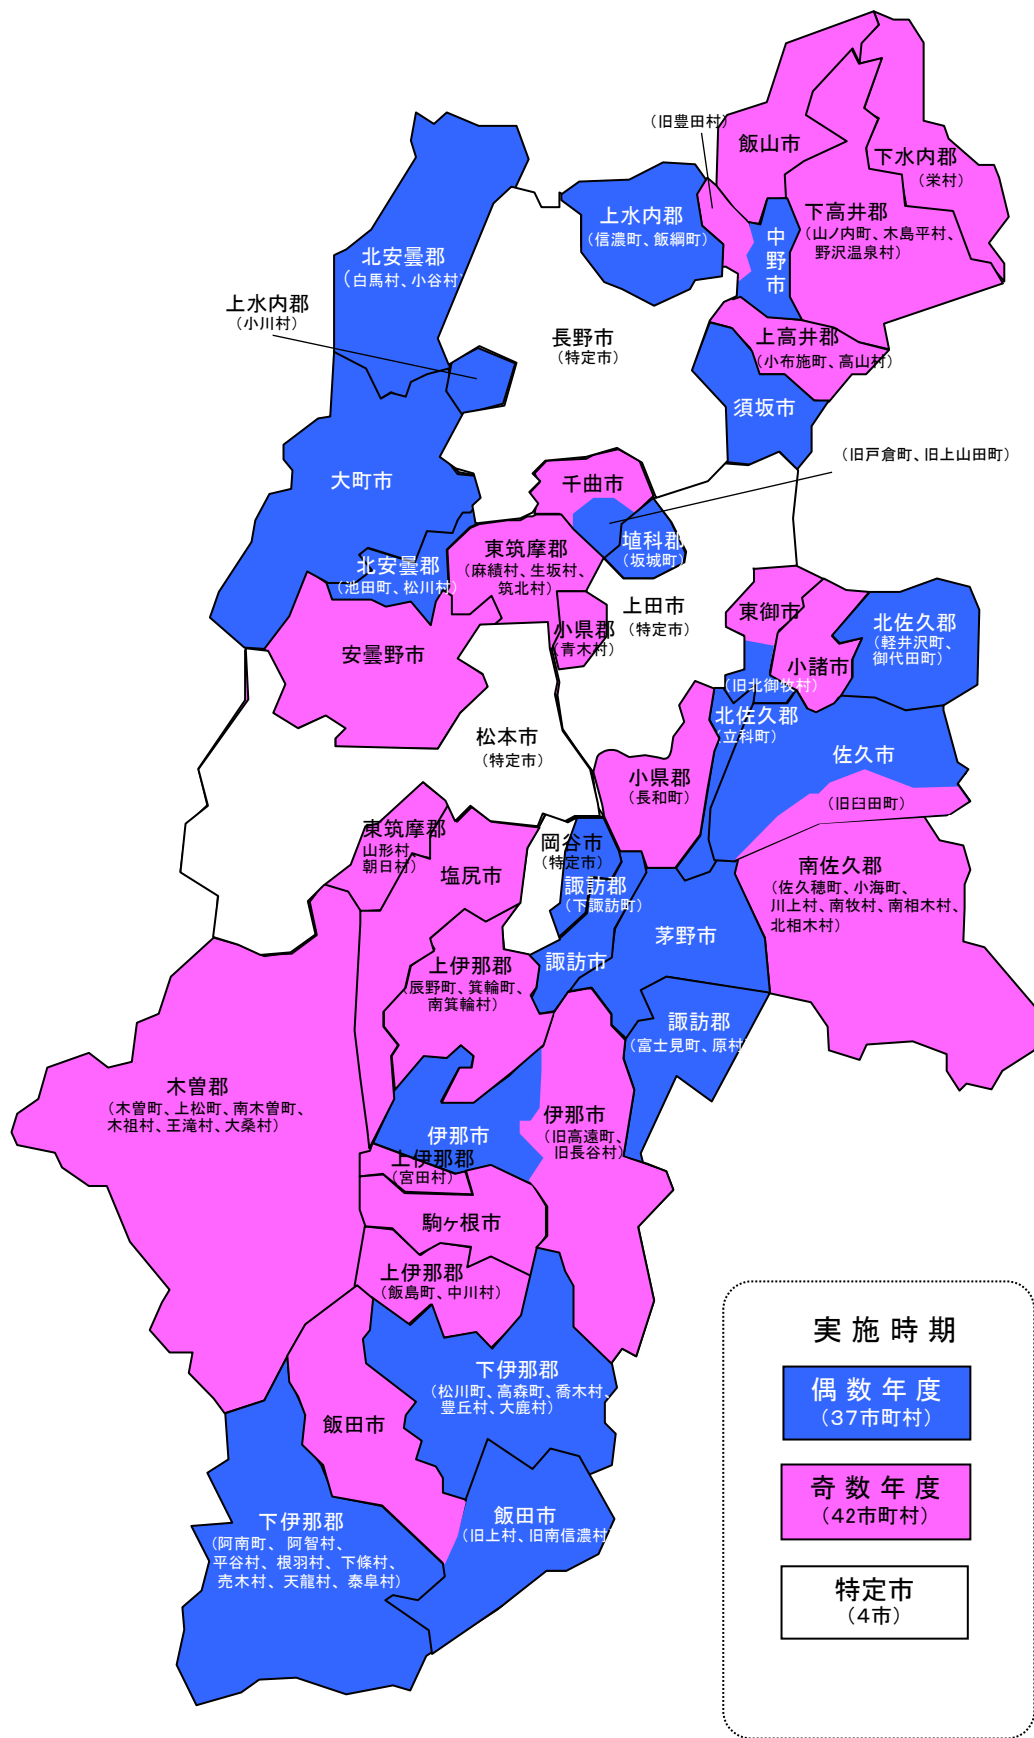 (旧豊田村)
飯山市
下水内郡
(栄村)
上水内郡
(信濃町、飯綱町)
下高井郡
(山ノ内町、木島平村、
野沢温泉村)
中野市
北安曇郡
(白馬村、小谷村)
上水内郡
(小川村)
長野市
(特定市)
上高井郡
(小布施町、高山村)
須坂市
(旧戸倉町、旧上山田町)
大町市
千曲市
埴科郡
(坂城町)
東筑摩郡
(麻績村、生坂村、
筑北村)
北安曇郡
(池田町、松川村)
上田市
(特定市)
小県郡
(青木村)
東御市
北佐久郡
(軽井沢町、
御代田町)
安曇野市
小諸市
(旧北御牧村)
北佐久郡
(立科町)
松本市
(特定市)
佐久市
小県郡
(長和町)
(旧臼田町)
東筑摩郡
山形村、
朝日村)
岡谷市
(特定市)
塩尻市
諏訪郡
(下諏訪町)
南佐久郡
(佐久穂町、小海町、
川上村、南牧村、南相木村、
北相木村)
茅野市
諏訪市
上伊那郡
(辰野町、箕輪町、
南箕輪村)
諏訪郡
(富士見町、原村)
木曽郡
(木曽町、上松町、南木曽町、
木祖村、王滝村、大桑村)
伊那市
伊那市
(旧高遠町、
旧長谷村)
上伊那郡
(宮田村)
駒ヶ根市
上伊那郡
(飯島町、中川村)
下伊那郡
(松川町、高森町、喬木村、
豊丘村、大鹿村)
飯田市
飯田市
(旧上村、旧南信濃村)
下伊那郡
(阿南町、阿智村、
平谷村、根羽村、下條村、
売木村、天龍村、泰阜村)
実施時期
偶数年度
(37市町村)
奇数年度
(42市町村)
特定市
(4市)